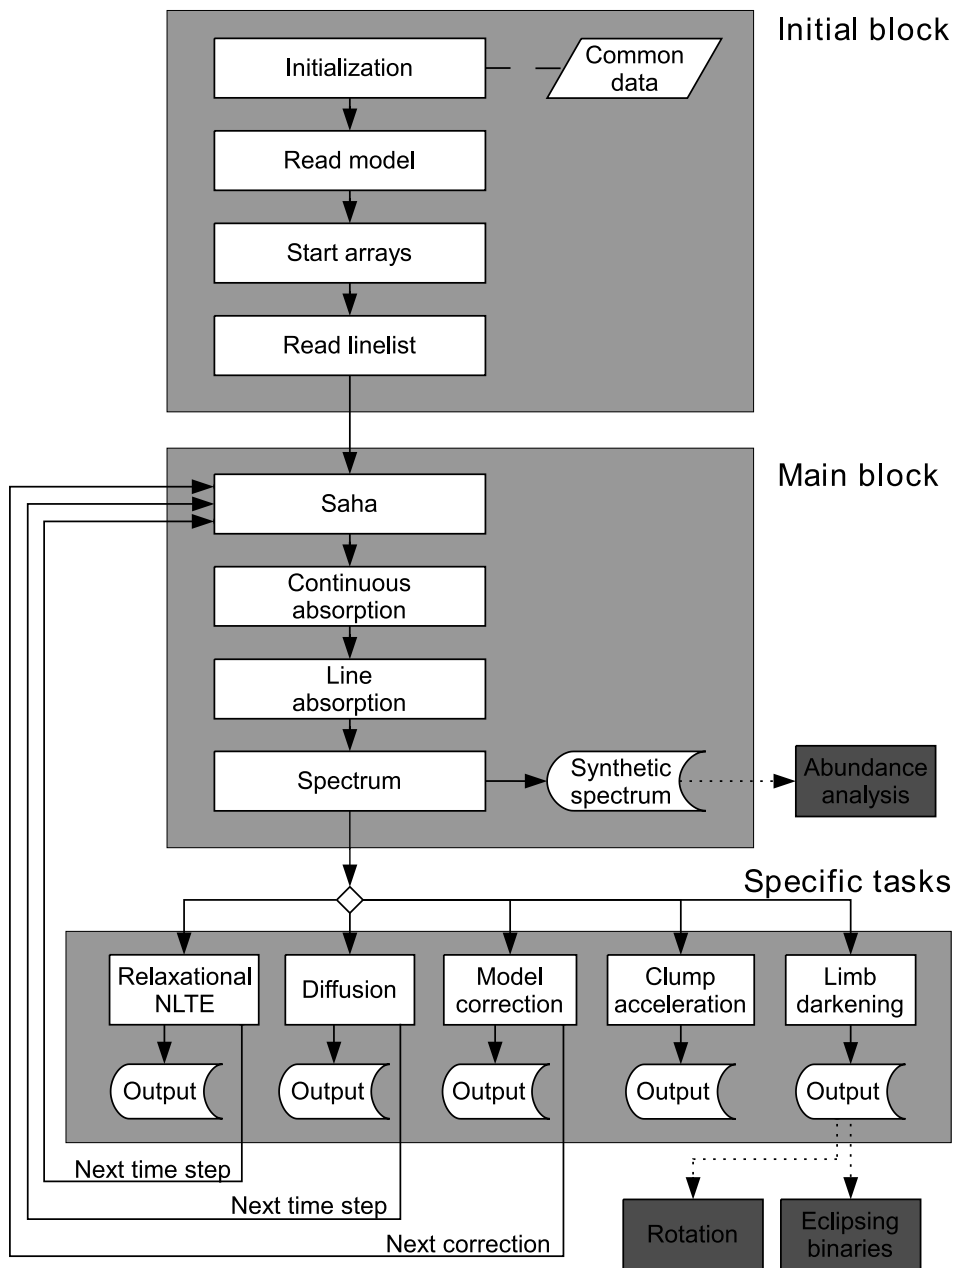 Initial block
Initialization
Common
data
Read model
Start arrays
Read linelist
Main block
Saha
Continuous
absorption
Line
absorption
Spectrum
Synthetic
spectrum
Abundance
analysis
Specific tasks
Relaxational
NLTE
Diffusion
Model
correction
Clump
acceleration
Limb
darkening
Output
Output
Output
Output
Output
Next time step
Next time step
Next correction
Rotation
Eclipsing
binaries